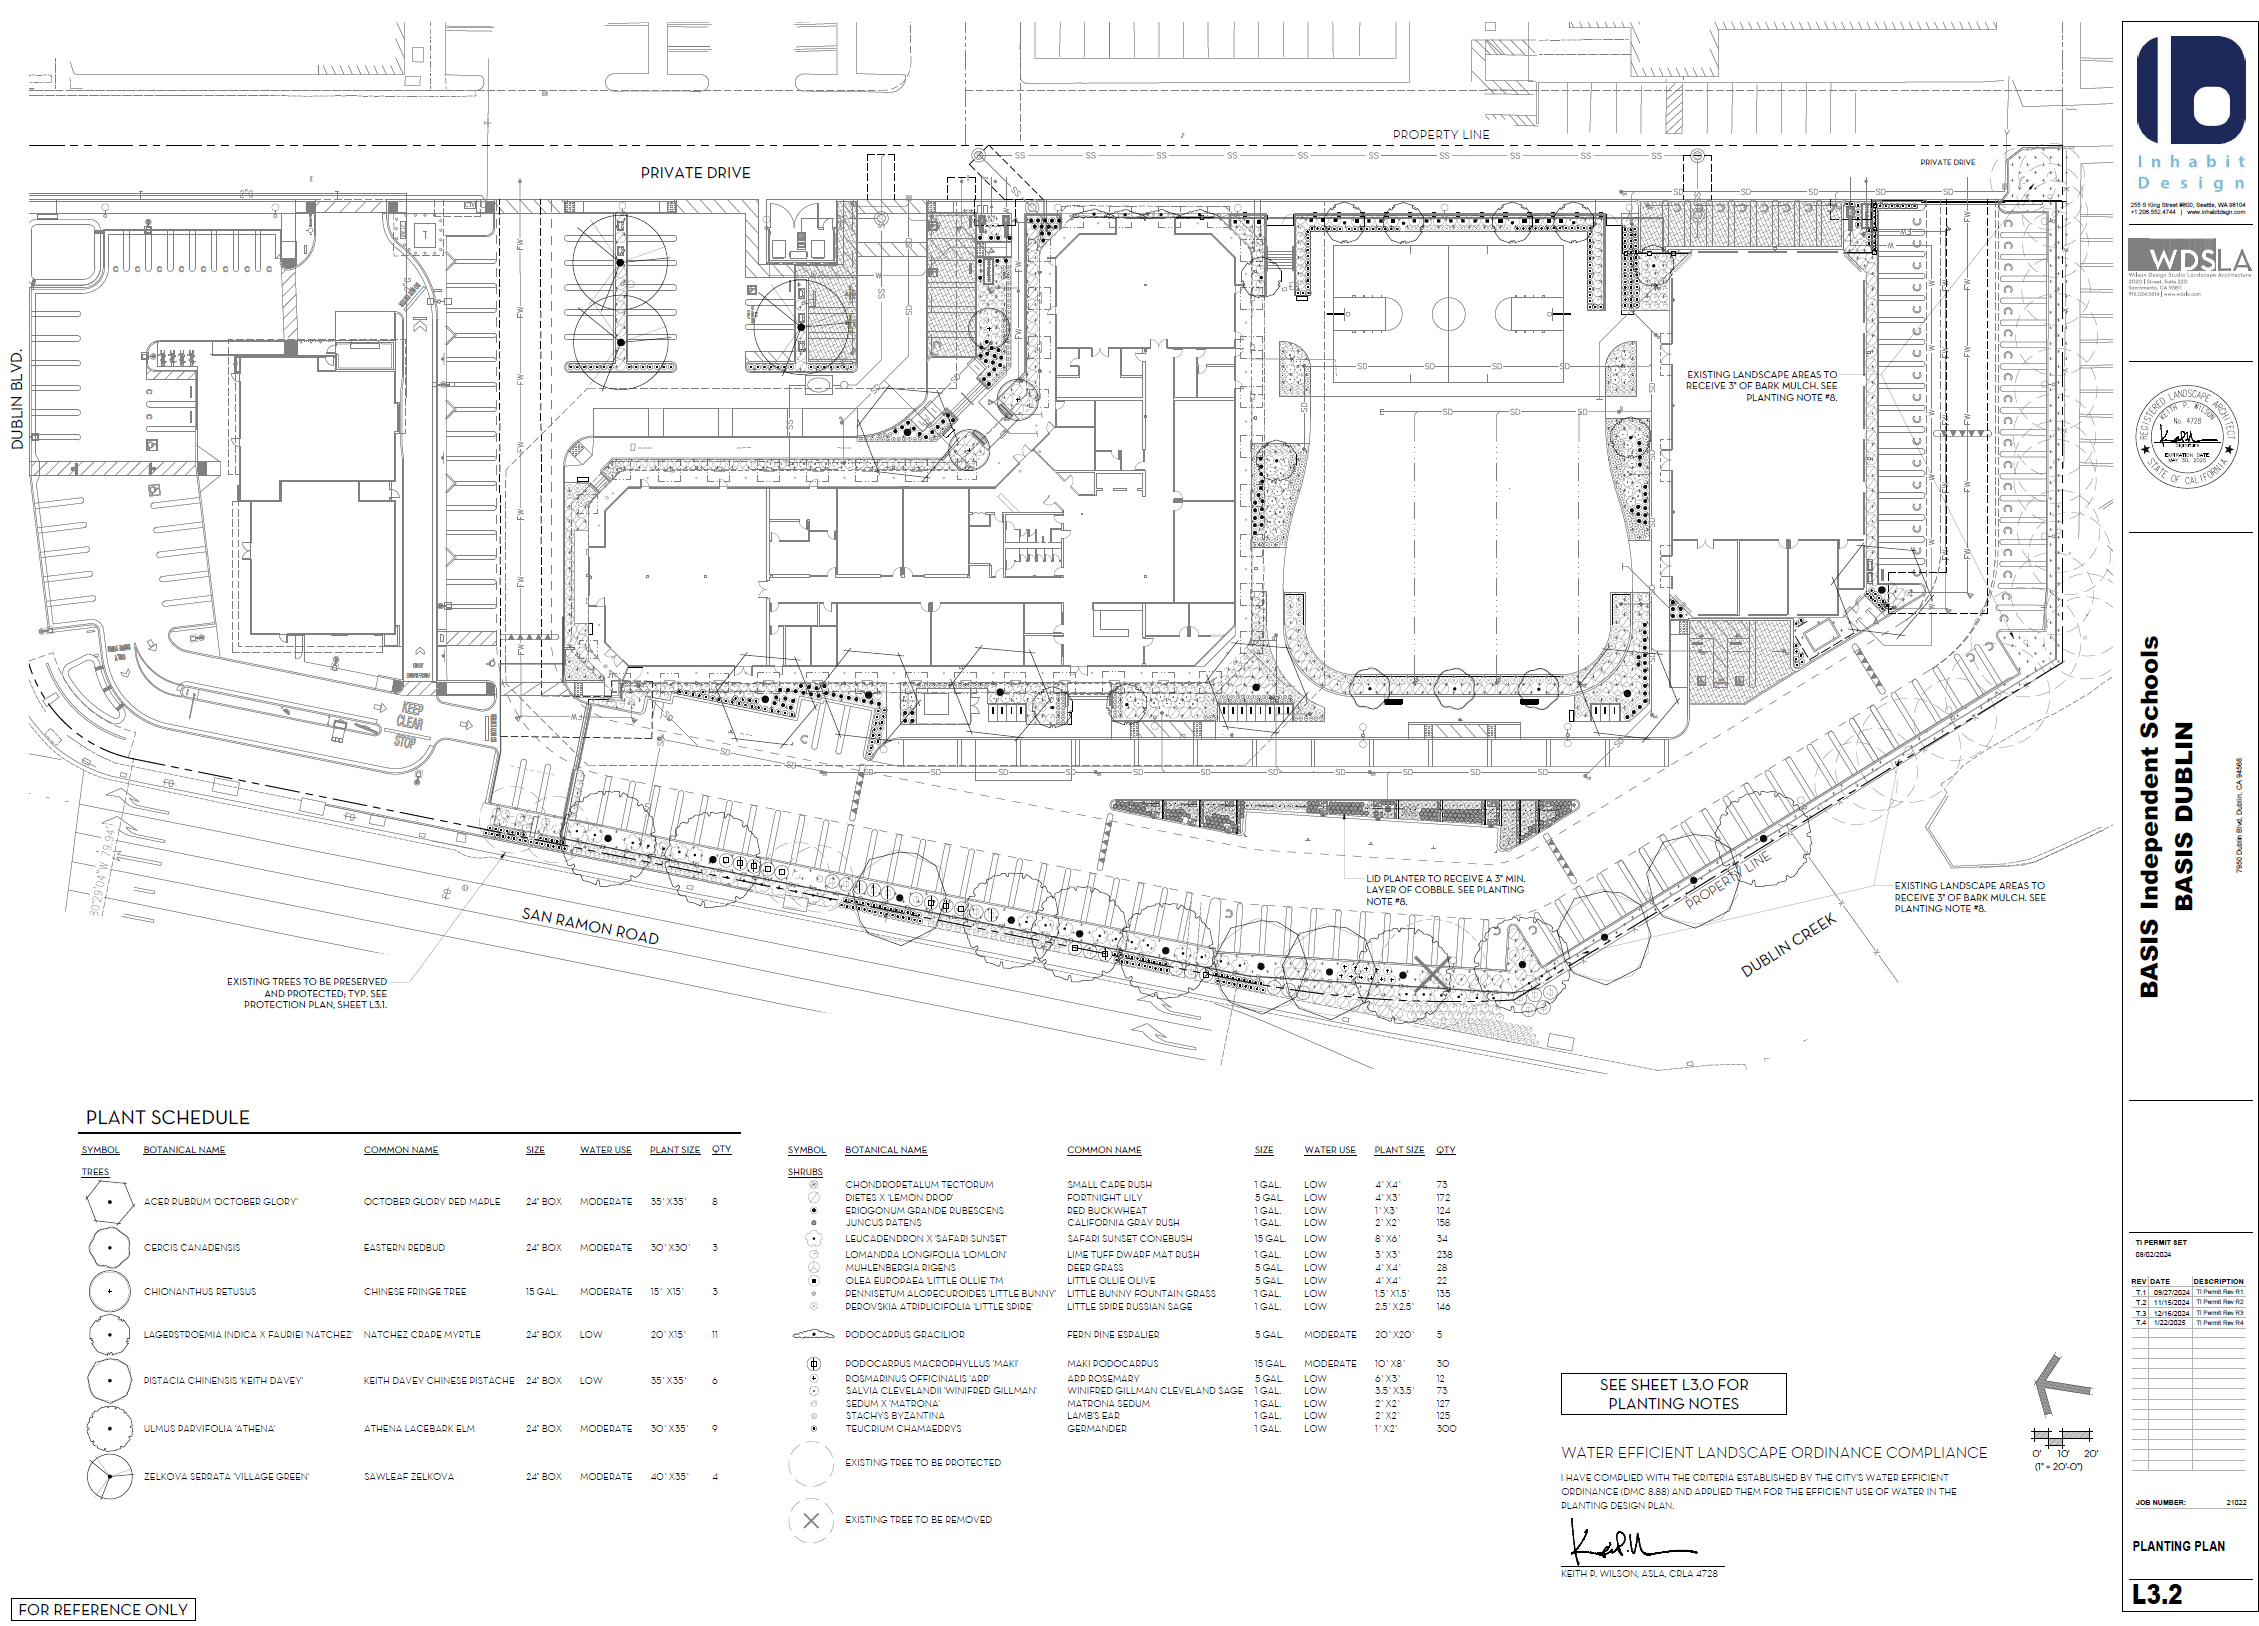 PROPERTY LINE
PRIVATE DRIVE
PRIVATE DRIVE
DUBLIN BLVD.
EXISTING LANDSCAPE AREAS TO
RECEIVE 3" OF BARK MULCH. SEE
PLANTING NOTE #8.
KEEP
CLEAR
STOP
LID PLANTER TO RECEIVE A 3" MIN.
LAYER OF COBBLE. SEE PLANTING
NOTE #8.
PROPERTY LINE
EXISTING LANDSCAPE AREAS TO
RECEIVE 3" OF BARK MULCH. SEE
PLANTING NOTE #8.
SAN RAMON ROAD
DUBLIN CREEK
EXISTING TREES TO BE PRESERVED
AND PROTECTED; TYP. SEE
PROTECTION PLAN, SHEET L3.1.
PLANT SCHEDULE
SYMBOL BOTANICAL NAME COMMON NAME SIZE WATER USE PLANT SIZE QTY
TREES
ACER RUBRUM 'OCTOBER GLORY' OCTOBER GLORY RED MAPLE 24" BOX MODERATE 35' X35' 8
CERCIS CANADENSIS EASTERN REDBUD 24" BOX MODERATE 30' X30' 3
CHIONANTHUS RETUSUS CHINESE FRINGE TREE 15 GAL. MODERATE 15' X15' 3
LAGERSTROEMIA INDICA X FAURIEI 'NATCHEZ' NATCHEZ CRAPE MYRTLE 24" BOX LOW 20' X15' 11
PISTACIA CHINENSIS 'KEITH DAVEY' KEITH DAVEY CHINESE PISTACHE 24" BOX LOW 35' X35' 6
ULMUS PARVIFOLIA 'ATHENA' ATHENA LACEBARK ELM 24" BOX MODERATE 30' X35' 9
ZELKOVA SERRATA 'VILLAGE GREEN' SAWLEAF ZELKOVA 24" BOX MODERATE 40' X35' 4
SYMBOL BOTANICAL NAME COMMON NAME SIZE WATER USE PLANT SIZE QTY
SHRUBS
CHONDROPETALUM TECTORUM SMALL CAPE RUSH 1 GAL. LOW 4' X4' 73
DIETES X 'LEMON DROP' FORTNIGHT LILY 5 GAL. LOW 4' X3' 172
ERIOGONUM GRANDE RUBESCENS RED BUCKWHEAT 1 GAL. LOW 1' X3' 124
JUNCUS PATENS CALIFORNIA GRAY RUSH 1 GAL. LOW 2' X2' 158
LEUCADENDRON X 'SAFARI SUNSET' SAFARI SUNSET CONEBUSH 15 GAL. LOW 8' X6' 34
LOMANDRA LONGIFOLIA 'LOMLON' LIME TUFF DWARF MAT RUSH 1 GAL. LOW 3' X3' 238
MUHLENBERGIA RIGENS DEER GRASS 5 GAL. LOW 4' X4' 28
OLEA EUROPAEA 'LITTLE OLLIE' TM LITTLE OLLIE OLIVE 5 GAL. LOW 4' X4' 22
PENNISETUM ALOPECUROIDES 'LITTLE BUNNY' LITTLE BUNNY FOUNTAIN GRASS 1 GAL. LOW 1.5' X1.5' 135
PEROVSKIA ATRIPLICIFOLIA 'LITTLE SPIRE' LITTLE SPIRE RUSSIAN SAGE 1 GAL. LOW 2.5' X2.5' 146
PODOCARPUS GRACILIOR FERN PINE ESPALIER 5 GAL. MODERATE 20' X20' 5
PODOCARPUS MACROPHYLLUS 'MAKI' MAKI PODOCARPUS 15 GAL. MODERATE 10' X8' 30
ROSMARINUS OFFICINALIS 'ARP' ARP ROSEMARY 5 GAL. LOW 6' X3' 12
SALVIA CLEVELANDII 'WINIFRED GILLMAN' WINIFRED GILLMAN CLEVELAND SAGE 1 GAL. LOW 3.5' X3.5' 73
SEDUM X 'MATRONA' MATRONA SEDUM 1 GAL. LOW 2' X2' 127
STACHYS BYZANTINA LAMB'S EAR 1 GAL. LOW 2' X2' 125
TEUCRIUM CHAMAEDRYS GERMANDER 1 GAL. LOW 1' X2' 300
EXISTING TREE TO BE PROTECTED
EXISTING TREE TO BE REMOVED
SEE SHEET L3.0 FOR
PLANTING NOTES
WATER EFFICIENT LANDSCAPE ORDINANCE COMPLIANCE
I HAVE COMPLIED WITH THE CRITERIA ESTABLISHED BY THE CITY'S WATER EFFICIENT
ORDINANCE (DMC 8.88) AND APPLIED THEM FOR THE EFFICIENT USE OF WATER IN THE
PLANTING DESIGN PLAN.
KEITH P. WILSON, ASLA, CRLA 4728
0' 10' 20'
(1" = 20'-0")
FOR REFERENCE ONLY
Inhabit
Design
255 S King Street #800, Seattle, WA 98104
+1.206.552.4744 | www.inhabitdsgn.com
WDSLA
Wilson Design Studio Landscape Architecture
2020 I Street, Suite 220
Sacramento, CA 95811
916.524.5614 | www.wdsla.com
REGISTERED LANDSCAPE ARCHITECT
KEITH P. WILSON
No. 4728
SIGNATURE
EXPIRATION DATE
MAY 30, 2025
STATE OF CALIFORNIA
BASIS Independent Schools
BASIS DUBLIN
7950 Dublin Blvd, Dublin, CA 94568
TI PERMIT SET
08/02/2024
REV DATE DESCRIPTION
T.1 09/27/2024 TI Permit Rev R1
T.2 11/15/2024 TI Permit Rev R2
T.3 12/16/2024 TI Permit Rev R3
T.4 1/22/2025 TI Permit Rev R4
JOB NUMBER: 21022
PLANTING PLAN
L3.2